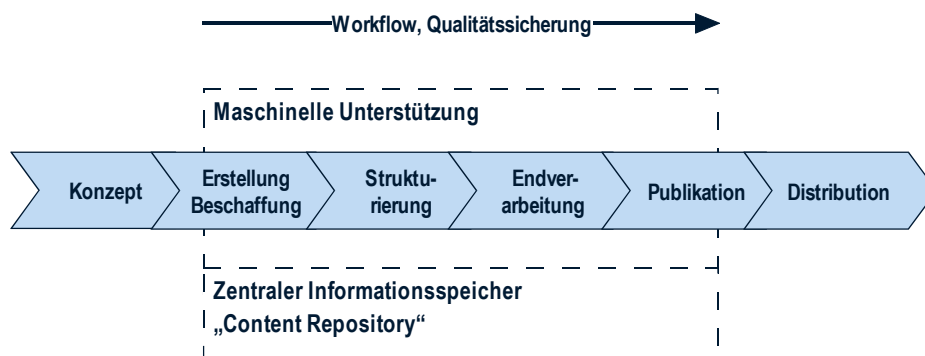 Workflow, Qualitätssicherung
Maschinelle Unterstützung
Konzept
Erstellung
Beschaffung
Struktu-
rierung
Endver-
arbeitung
Publikation
Distribution
Zentraler Informationsspeicher
„Content Repository“